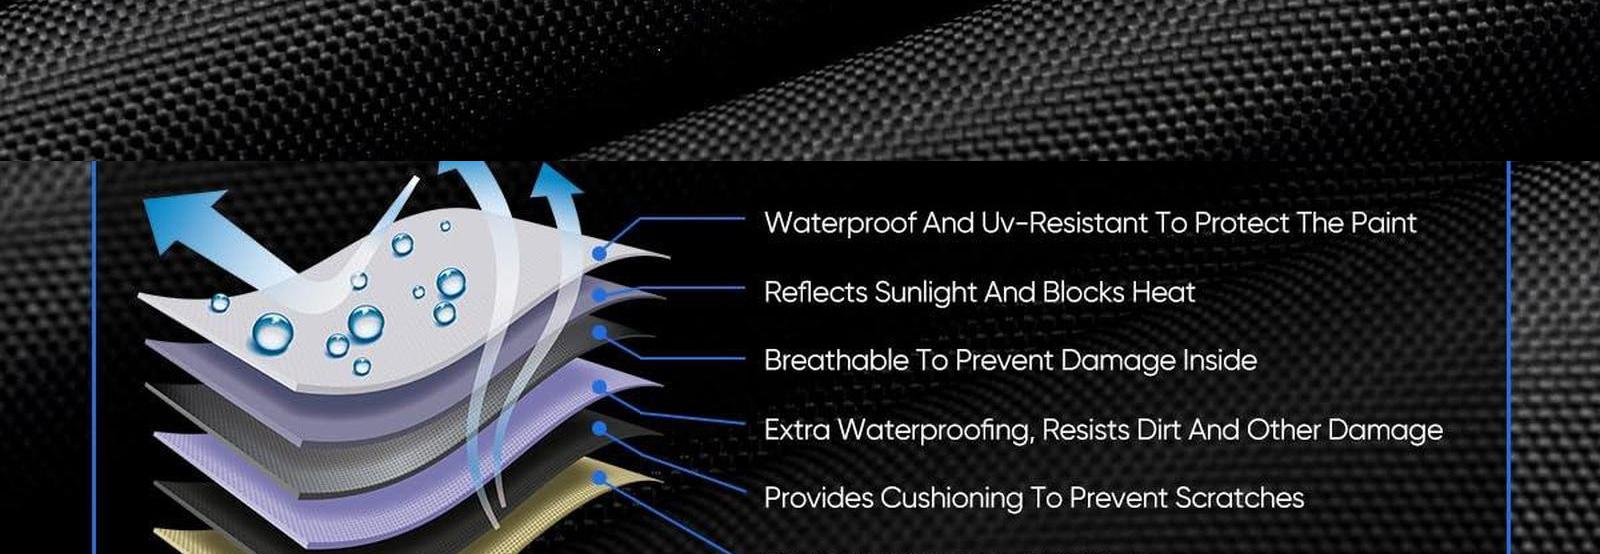 Waterproof And Uv-Resistant To Protect The Paint
Reflects Sunlight And Blocks Heat
Breathable To Prevent Damage Inside
Extra Waterproofing, Resists Dirt And Other Damage
Provides Cushioning To Prevent Scratches